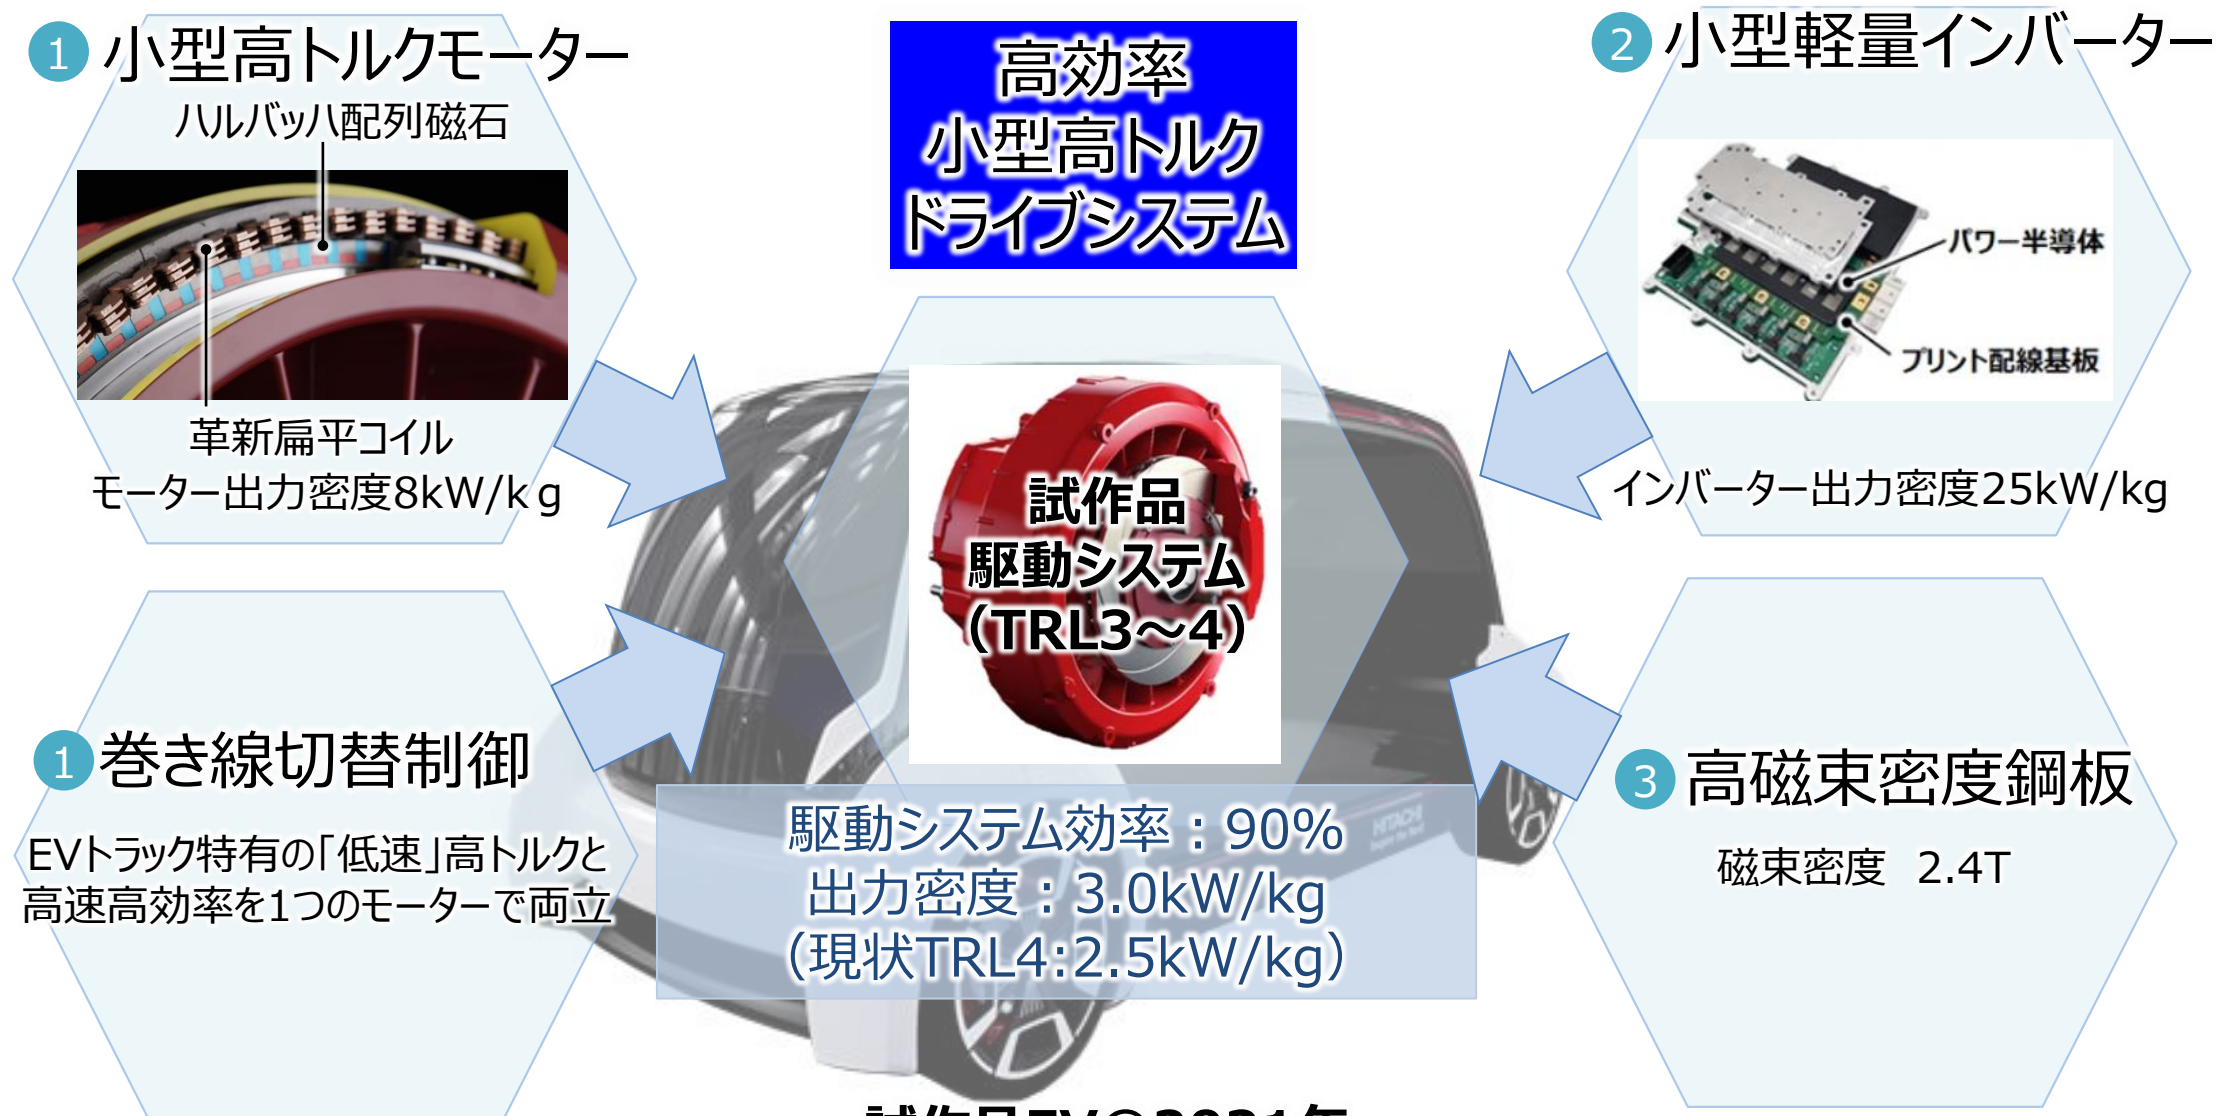 1 小型高トルクモーター
ハルバッハ配列磁石
革新扁平コイル
モーター出力密度8kW/kg
高効率
小型高トルク
ドライブシステム
2 小型軽量インバーター
パワー半導体
プリント配線基板
インバーター出力密度25kW/kg
試作品
駆動システム
（TRL3～4）
1 巻き線切替制御
EVトラック特有の「低速」高トルクと
高速高効率を1つのモーターで両立
駆動システム効率：90%
出力密度：3.0kW/kg
（現状TRL4:2.5kW/kg）
HITACHI
3 高磁束密度鋼板
磁束密度　2.4T